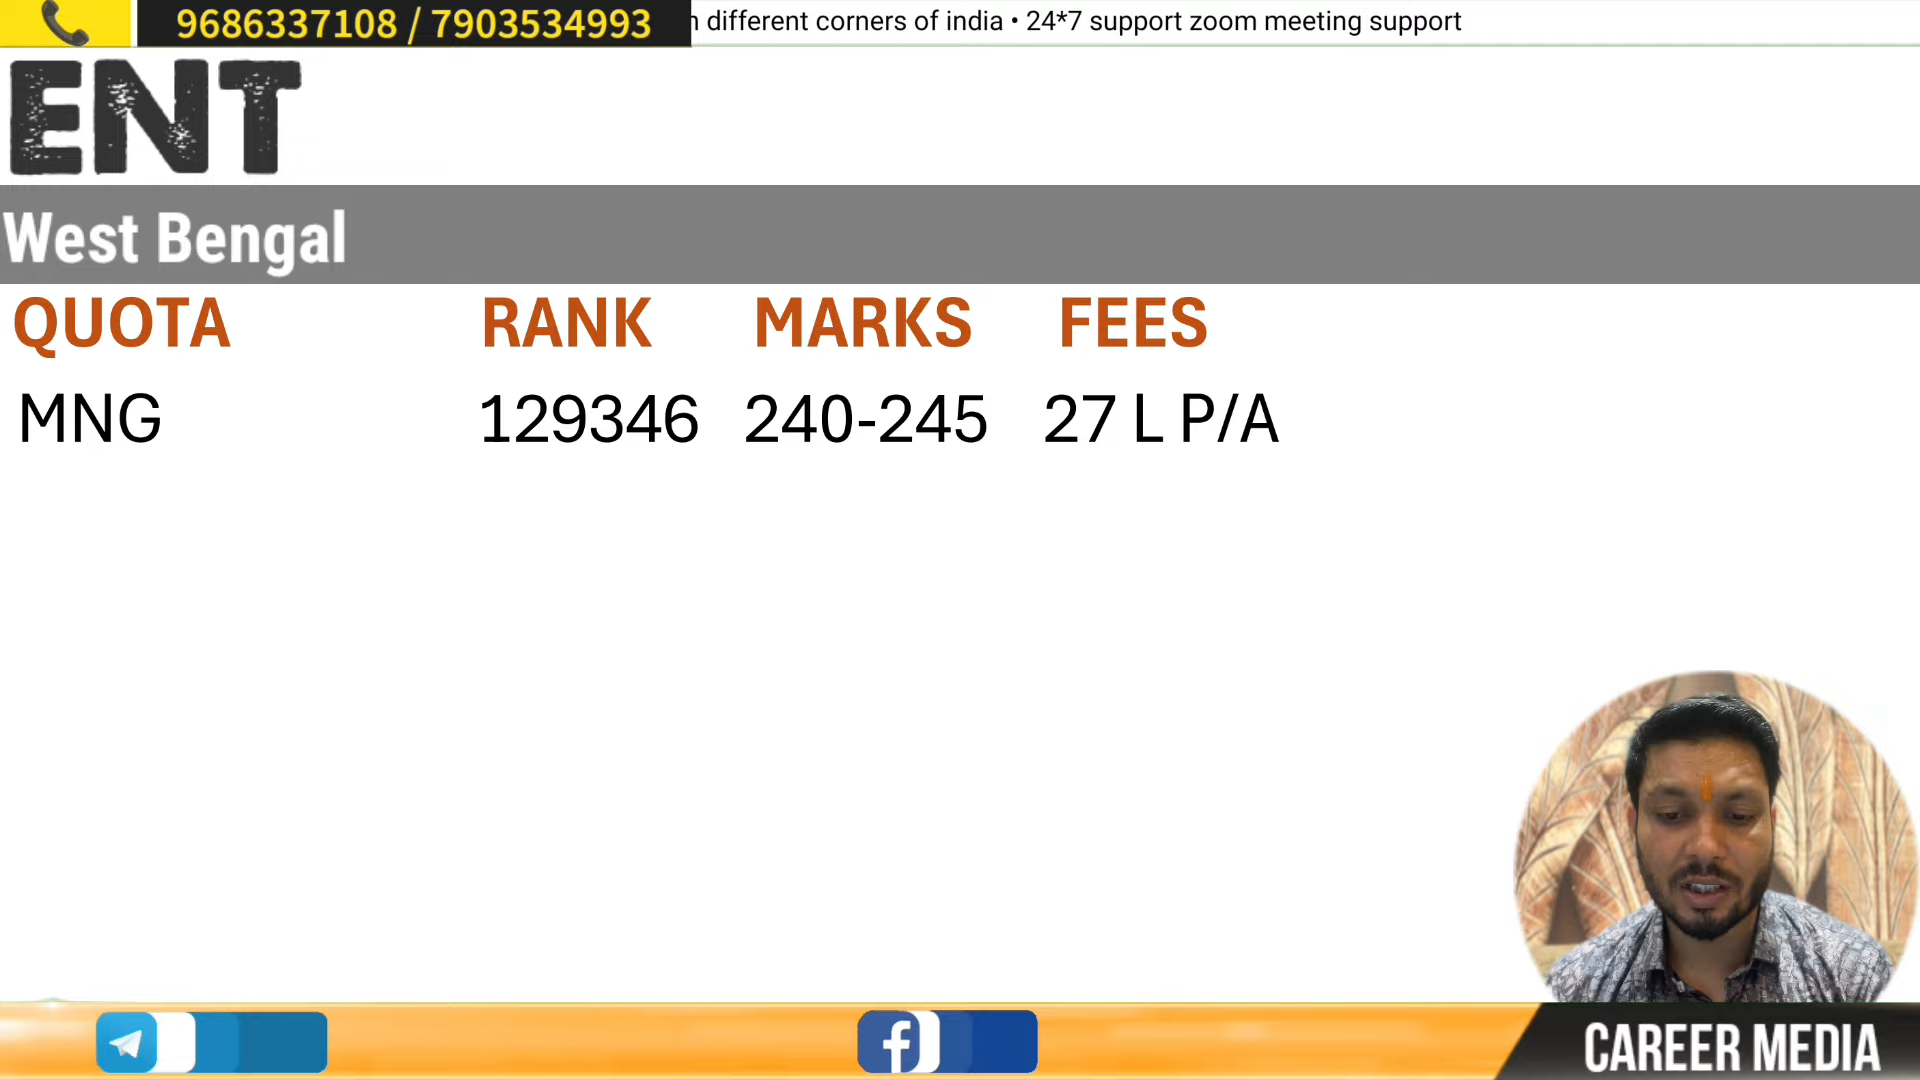 9686337108 / 7903534993
different corners of india • 24*7 support zoom meeting support
ENT
West Bengal
QUOTA RANK MARKS FEES
MNG 129346 240-245 27 L P/A
CAREER MEDIA